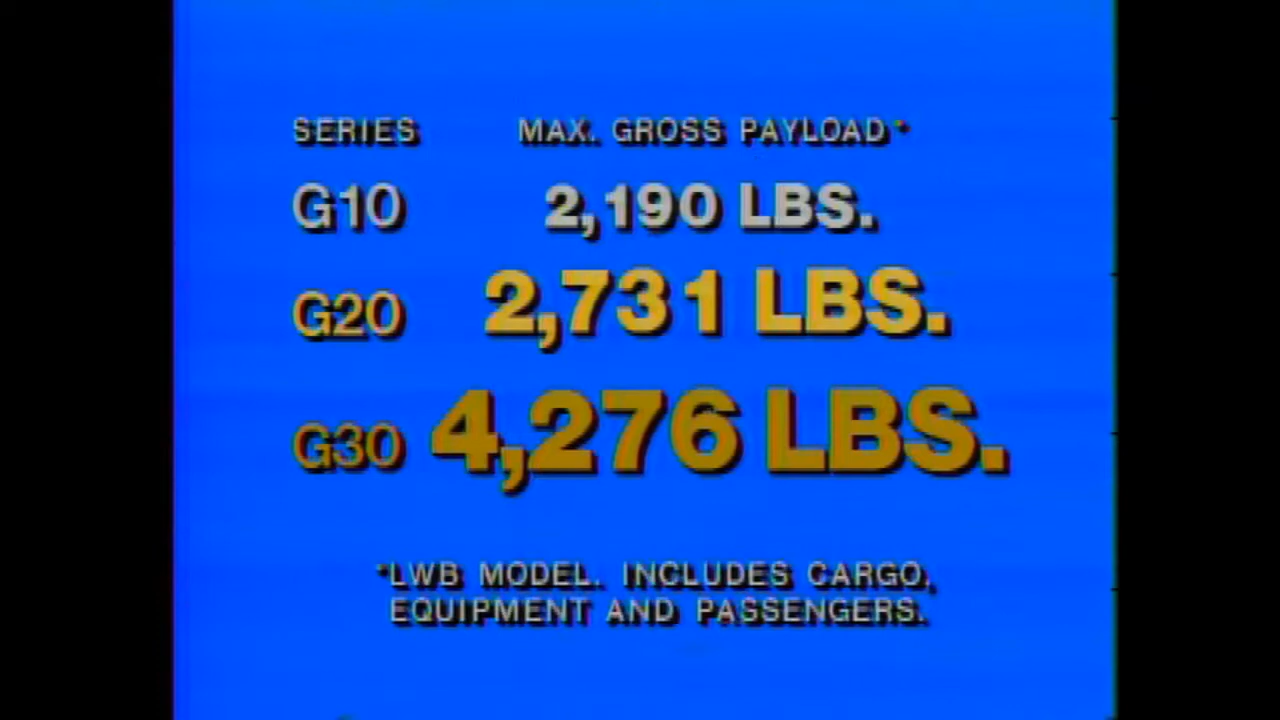 SERIES MAX. GROSS PAYLOAD*
G10 2,190 LBS.
G20 2,731 LBS.
G30 4,276 LBS.
*LWB MODEL. INCLUDES CARGO,
EQUIPMENT AND PASSENGERS.